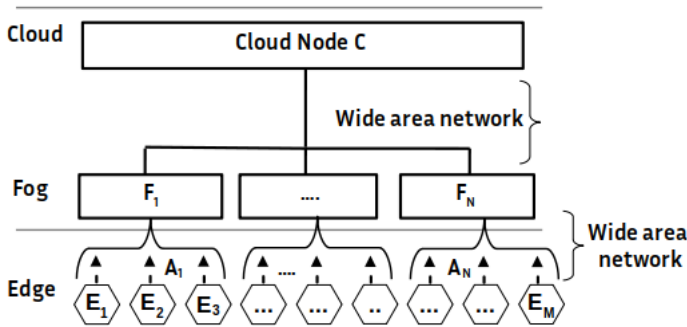 Cloud
Cloud Node C
Wide area network
Fog
F1
....
FN
Wide area
network
A1
....
AN
Edge
E1
E2
E3
...
...
..
...
...
EM